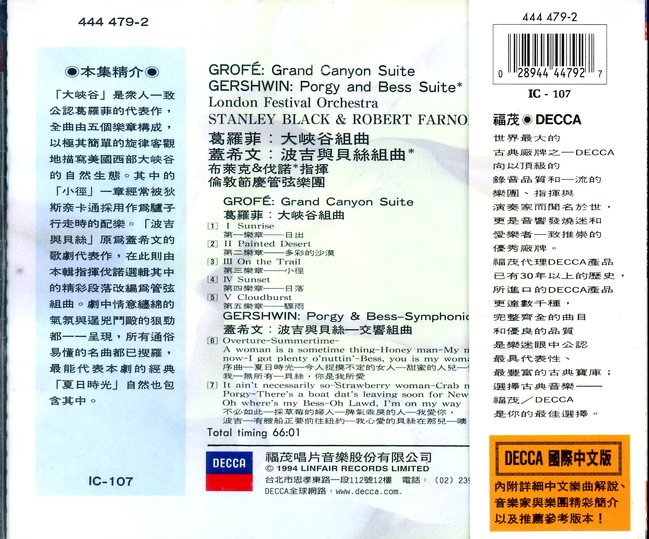 444 479-2
◉本集精介◉
「大峽谷」是衆人一致
公認葛羅菲的代表作，
全曲由五個樂章構成，
以極其簡單的旋律客觀
地描寫美國西部大峽谷
的自然生態。其中的
「小徑」一章經常被狄
斯奈卡通採用作為驢子
行走時的配樂。「波吉
與貝絲」原爲蓋希文的
歌劇代表作，在此則由
本輯指揮伐諾選輯其中
的精彩段落改編爲管弦
組曲。劇中情意纏綿的
氣氛與逞兇鬥毆的狠勁
都一一呈現，所有通俗
易懂的名曲都已搜羅，
最能代表本劇的經典
「夏日時光」自然也包
含其中。
IC-107
GROFÉ: Grand Canyon Suite
GERSHWIN: Porgy and Bess Suite*
London Festival Orchestra
STANLEY BLACK & ROBERT FARNO
葛羅菲：大峽谷組曲
蓋希文：波吉與貝絲組曲*
布萊克&伐諾*指揮
倫敦節慶管弦樂團
GROFÉ: Grand Canyon Suite
葛羅菲：大峽谷組曲
1 I Sunrise
第一樂章——日出
2 II Painted Desert
第二樂章——多彩的沙漠
3 III On the Trail
第三樂章——小徑
4 IV Sunset
第四樂章——日落
5 V Cloudburst
第五樂章——驟雨
GERSHWIN: Porgy & Bess-Symphonic
蓋希文：波吉與貝絲—交響組曲
6 Overture-Summertime-
A woman is a sometime thing-Honey man-My m
now-I got plenty o'nuttin'-Bess, you is my woman
序曲—夏日時光—今人捉摸不定的女人—甜蜜的人兒—
我一無所有—貝絲，你是我所愛
7 It ain't necessarily so-Strawberry woman-Crab m
Porgy-There's a boat dat's leaving soon for New
Oh where's my Bess-Oh Lawd, I'm on my way
不必如此—採草莓的婦人—脾氣乖戾的人—我愛你，
波吉—有艘船正要前往紐約—我心愛的貝絲在那兒—噢
Total timing 66:01
DECCA
福茂唱片音樂股份有限公司
© 1994 LINFAIR RECORDS LIMITED
台北市忠孝東路一段112號12樓 電話：(02) 239
DECCA全球網路：www.decca.com.
444 479-2
0 28944 44792 7
IC - 107
福茂◉DECCA
世界最大的
古典廠牌之一DECCA
向以頂級的
錄音品質和一流的
樂團、指揮與
演奏家而聞名於世，
更是音響發燒迷和
愛樂者一致推崇的
優秀廠牌。
福茂代理DECCA產品
已有30年以上的歷史，
所進口的DECCA產品
更達數千種，
完整齊全的曲目
和優良的品質
是樂迷眼中公認
最具代表性、
最豐富的古典寶庫；
選擇古典音樂——
福茂／DECCA
是你的最佳選擇。
DECCA 國際中文版
內附詳細中文樂曲解說、
音樂家與樂團精彩簡介
以及推薦參考版本！